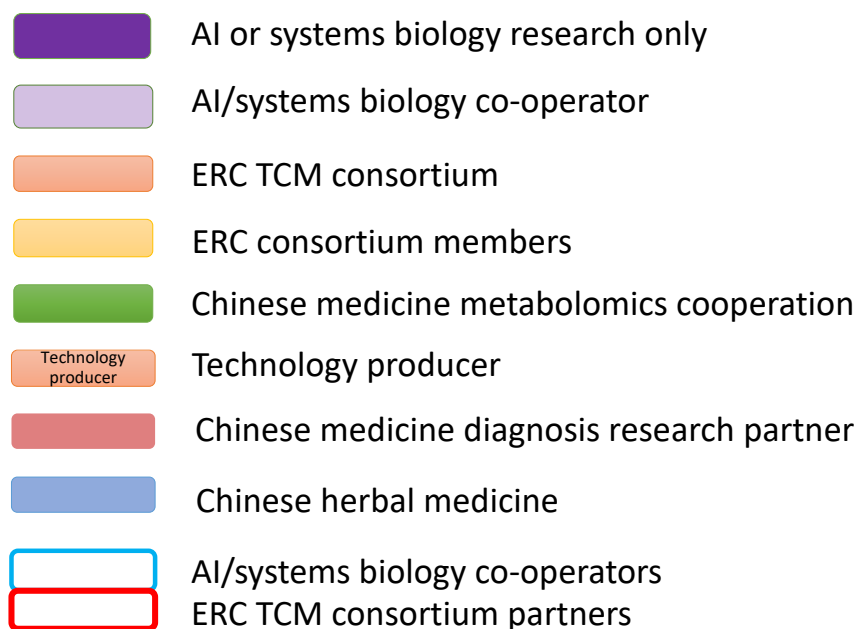 AI or systems biology research only
AI/systems biology co-operator
ERC TCM consortium
ERC consortium members
Chinese medicine metabolomics cooperation
Technology
producer
Technology producer
Chinese medicine diagnosis research partner
Chinese herbal medicine
AI/systems biology co-operators
ERC TCM consortium partners